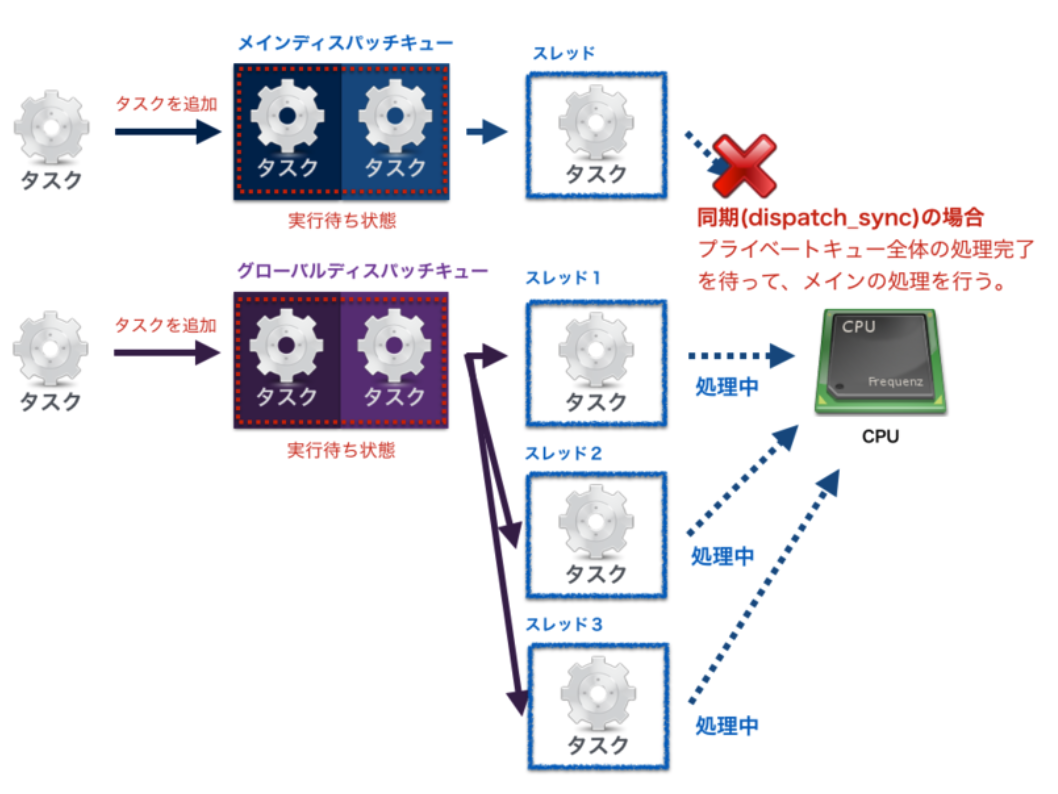 メインディスパッチキュー
スレッド
タスクを追加
タスク
タスク
タスク
タスク
実行待ち状態
同期(dispatch_sync)の場合
プライベートキュー全体の処理完了
を待って、メインの処理を行う。
グローバルディスパッチキュー
スレッド1
タスクを追加
タスク
タスク
タスク
タスク
実行待ち状態
処理中
CPU
Frequenz
CPU
スレッド2
タスク
処理中
スレッド3
タスク
処理中